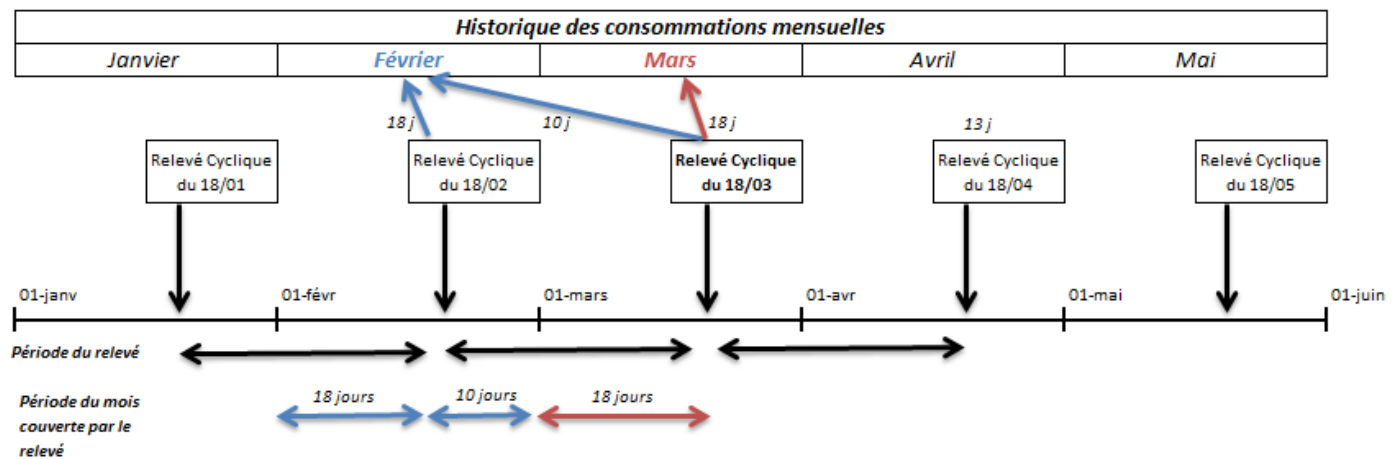 Historique des consommations mensuelles
Janvier Février Mars Avril Mai
18 j 10 j 18 j 13 j
Relevé Cyclique
du 18/01
Relevé Cyclique
du 18/02
Relevé Cyclique
du 18/03
Relevé Cyclique
du 18/04
Relevé Cyclique
du 18/05
01-janv 01-févr 01-mars 01-avr 01-mai 01-juin
Période du relevé
18 jours 10 jours 18 jours
Période du mois
couverte par le
relevé